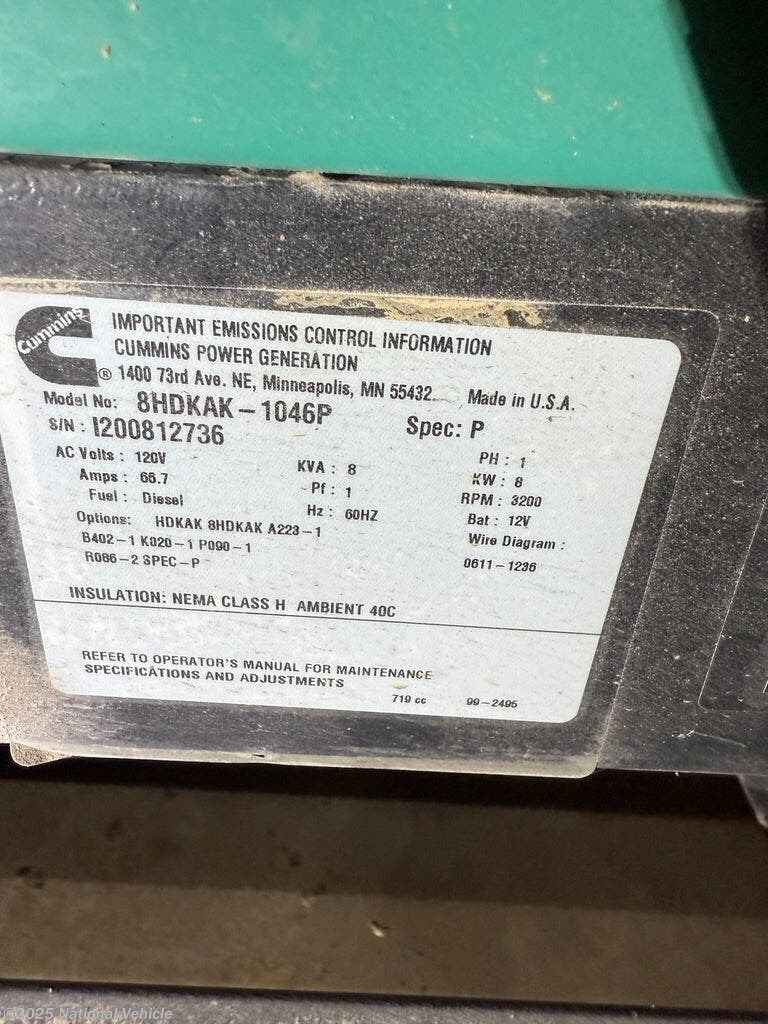 Cummins
IMPORTANT EMISSIONS CONTROL INFORMATION
CUMMINS POWER GENERATION
® 1400 73rd Ave. NE, Minneapolis, MN 55432 Made in U.S.A.
Model No: 8HDKAK-1046P Spec: P
S/N : I200812736
AC Volts : 120V KVA : 8 PH : 1
Amps : 66.7 Pf : 1 KW : 8
Fuel : Diesel Hz : 60HZ RPM : 3200
Options: HDKAK 8HDKAK A223-1 Bat : 12V
B402-1 K020-1 P090-1 Wire Diagram :
R086-2 SPEC-P 0611-1236
INSULATION: NEMA CLASS H AMBIENT 40C
REFER TO OPERATOR'S MANUAL FOR MAINTENANCE
SPECIFICATIONS AND ADJUSTMENTS
719 cc 99-2495
©2025 National Vehicle